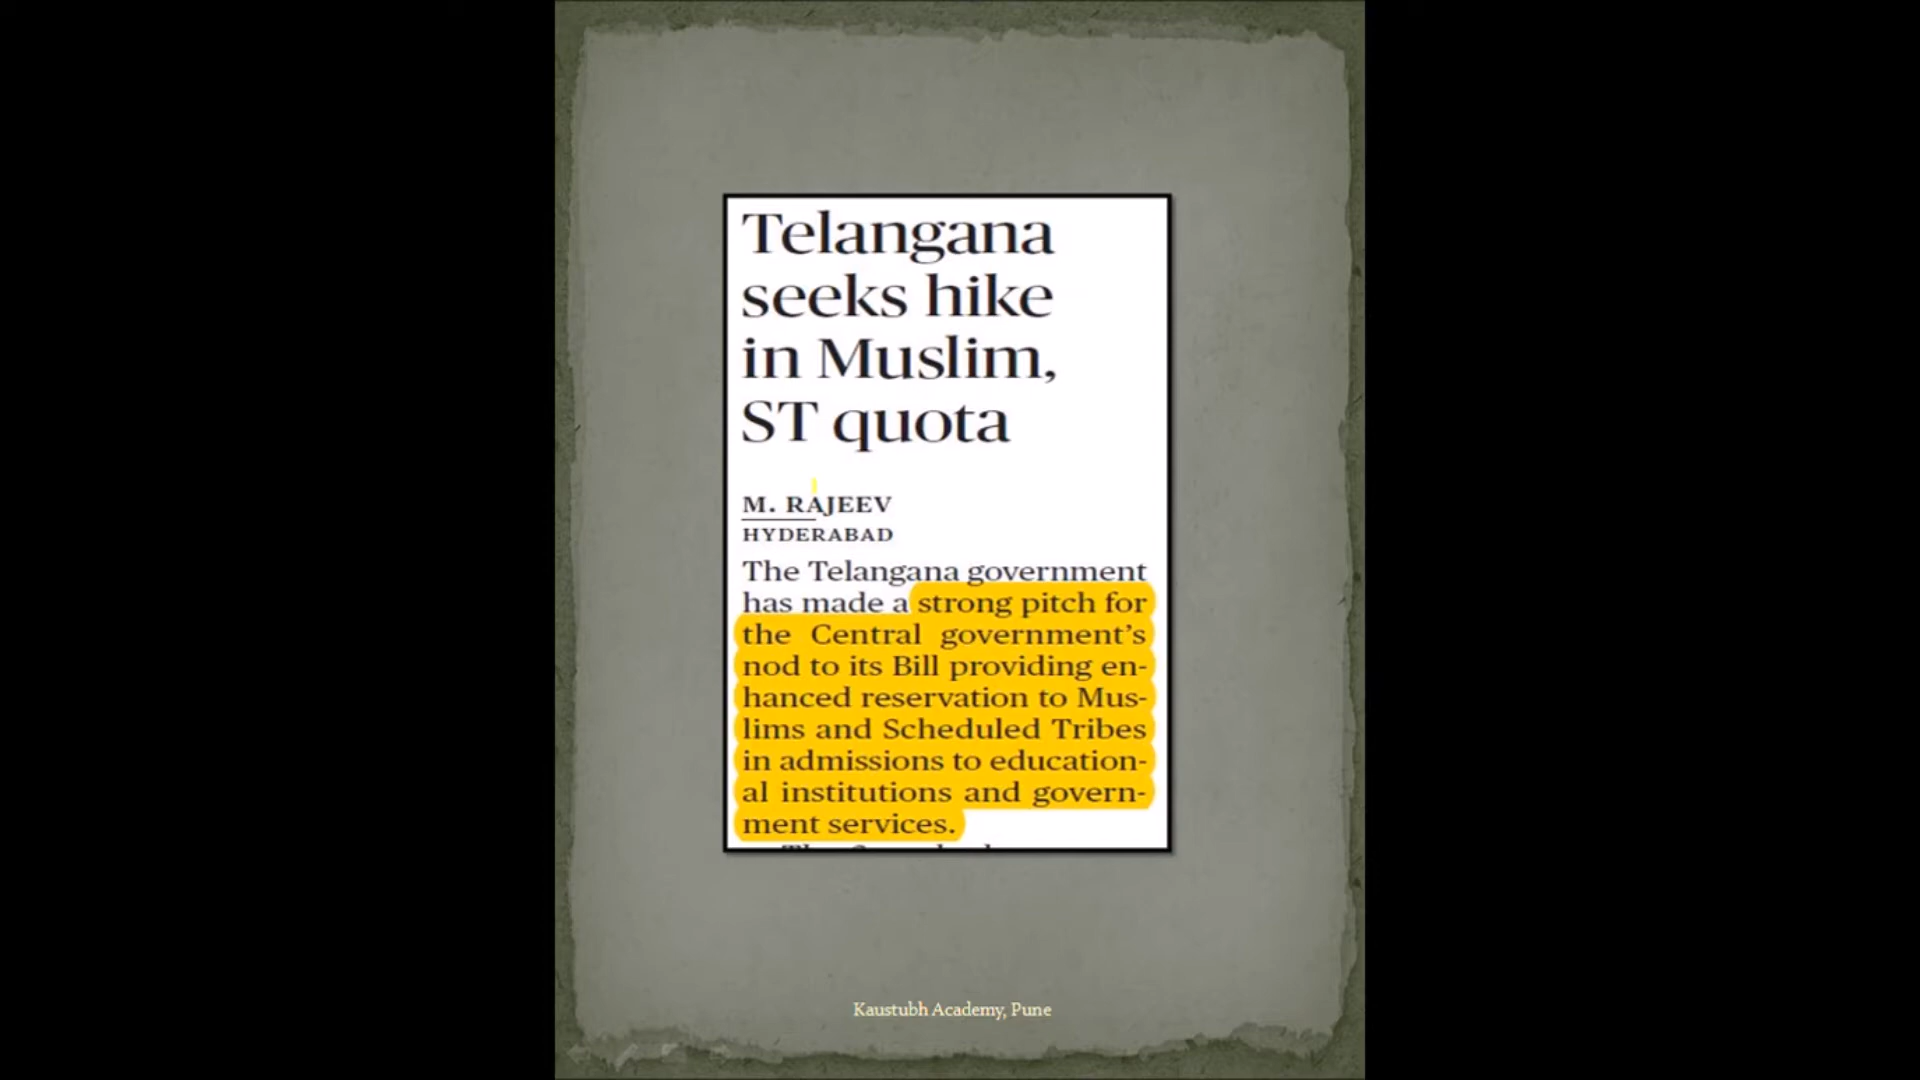 Telangana
seeks hike
in Muslim,
ST quota
M. RAJEEV
HYDERABAD
The Telangana government
has made a strong pitch for
the Central government’s
nod to its Bill providing en-
hanced reservation to Mus-
lims and Scheduled Tribes
in admissions to education-
al institutions and govern-
ment services.
Kaustubh Academy, Pune